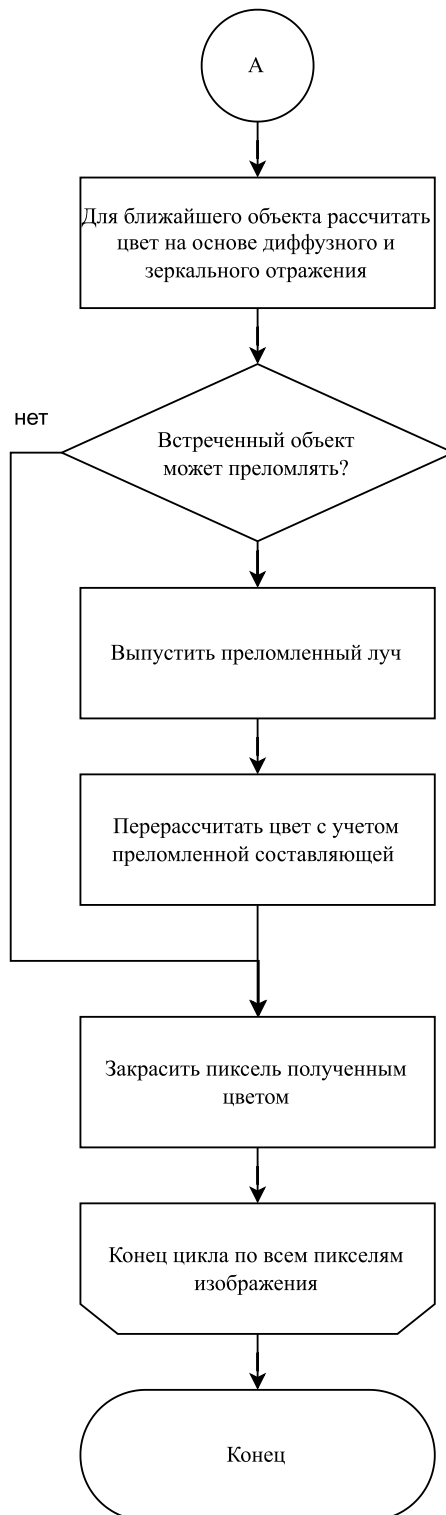 А
Для ближайшего объекта рассчитать
цвет на основе диффузного и
зеркального отражения
нет
Встреченный объект
может преломлять?
Выпустить преломленный луч
Перерассчитать цвет с учетом
преломленной составляющей
Закрасить пиксель полученным
цветом
Конец цикла по всем пикселям
изображения
Конец